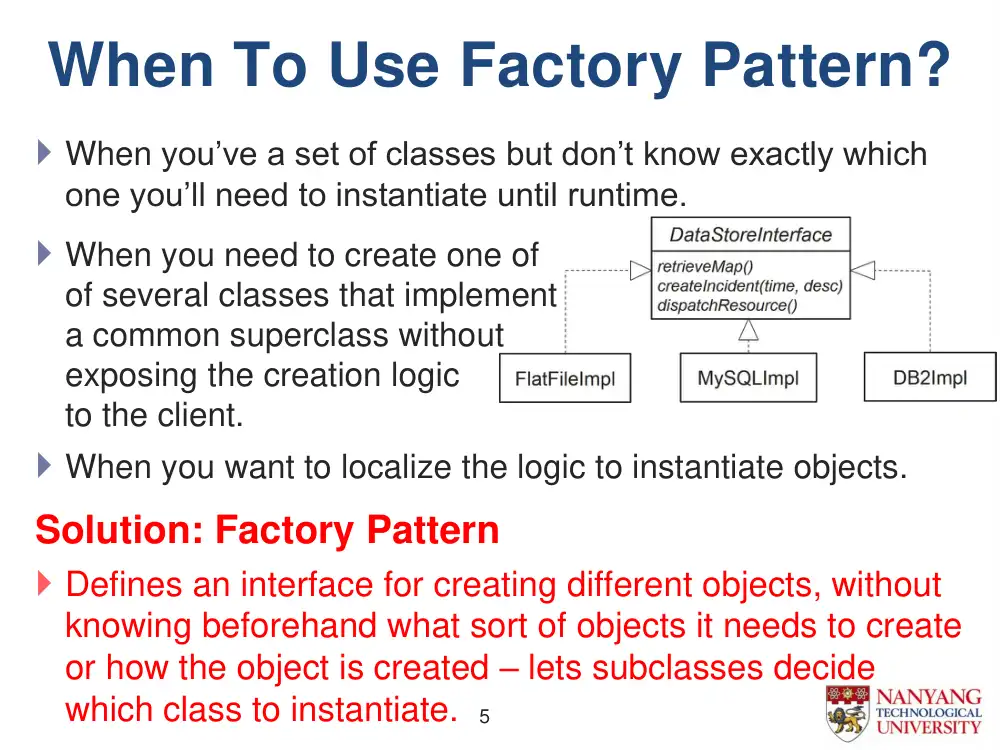 When To Use Factory Pattern?
When you’ve a set of classes but don’t know exactly which
one you’ll need to instantiate until runtime.
When you need to create one of
of several classes that implement
a common superclass without
exposing the creation logic
to the client.
DataStoreInterface
retrieveMap()
createIncident(time, desc)
dispatchResource()
FlatFileImpl
MySQLImpl
DB2Impl
When you want to localize the logic to instantiate objects.
Solution: Factory Pattern
Defines an interface for creating different objects, without
knowing beforehand what sort of objects it needs to create
or how the object is created – lets subclasses decide
which class to instantiate.
5
NANYANG
TECHNOLOGICAL
UNIVERSITY